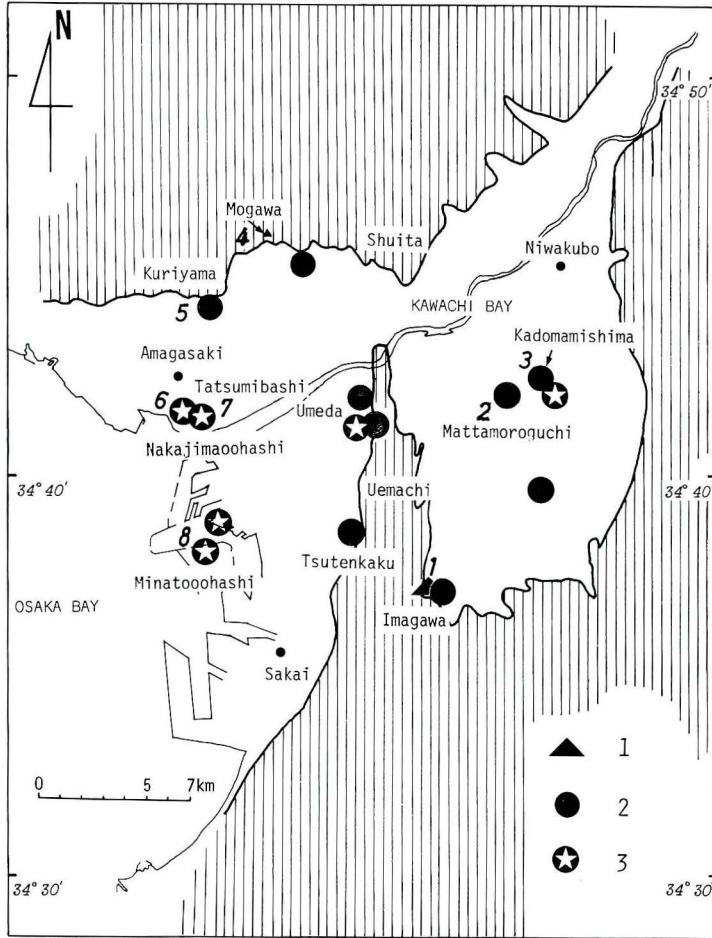 N
34° 50'
Mogawa
4
Shuita
Niwakubo
Kuriyama
KAWACHI BAY
5
Kadomamishima
Amagasaki
3
Tatsumibashi
6
7
Umeda
2
Mattamoroguchi
Nakajimaoohashi
34° 40'
34° 40'
Uemachi
8
Tsutenkaku
1
Minatooohashi
OSAKA BAY
Imagawa
Sakai
1
0 5 7km
2
3
34° 30'
34° 30'